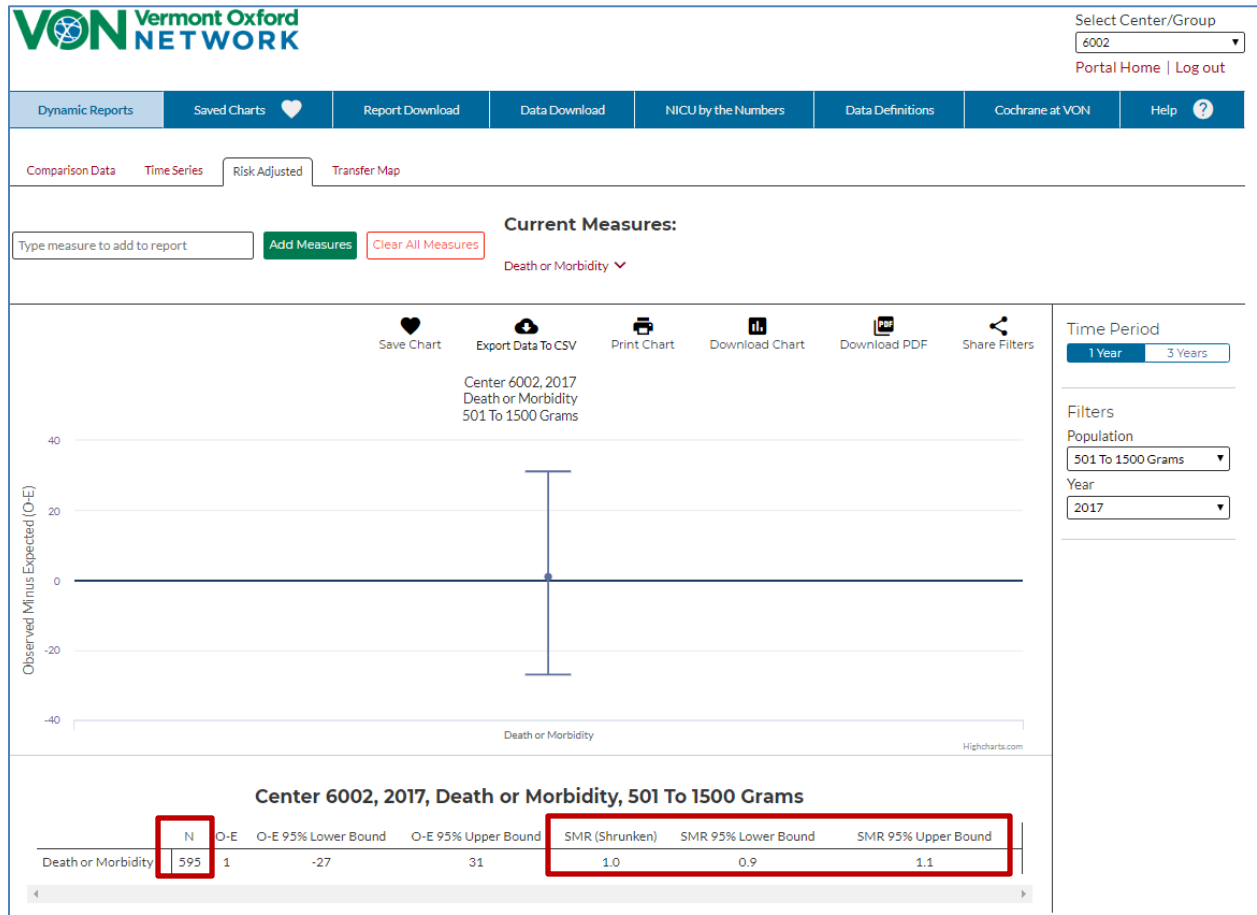 VON Vermont Oxford
NETWORK
Select Center/Group
6002
Portal Home | Log out
Dynamic Reports Saved Charts Report Download Data Download NICU by the Numbers Data Definitions Cochrane at VON Help ?
Comparison Data Time Series Risk Adjusted Transfer Map
Current Measures:
Type measure to add to report Add Measures Clear All Measures
Death or Morbidity
Save Chart Export Data To CSV Print Chart Download Chart PDF Download PDF Share Filters
Time Period
1 Year 3 Years
Center 6002, 2017
Death or Morbidity
501 To 1500 Grams
Filters
Population
501 To 1500 Grams
Year
2017
Observed Minus Expected (O-E)
40
20
0
-20
-40
Death or Morbidity
Highcharts.com
Center 6002, 2017, Death or Morbidity, 501 To 1500 Grams
N O-E O-E 95% Lower Bound O-E 95% Upper Bound SMR (Shrunken) SMR 95% Lower Bound SMR 95% Upper Bound
Death or Morbidity 595 1 -27 31 1.0 0.9 1.1